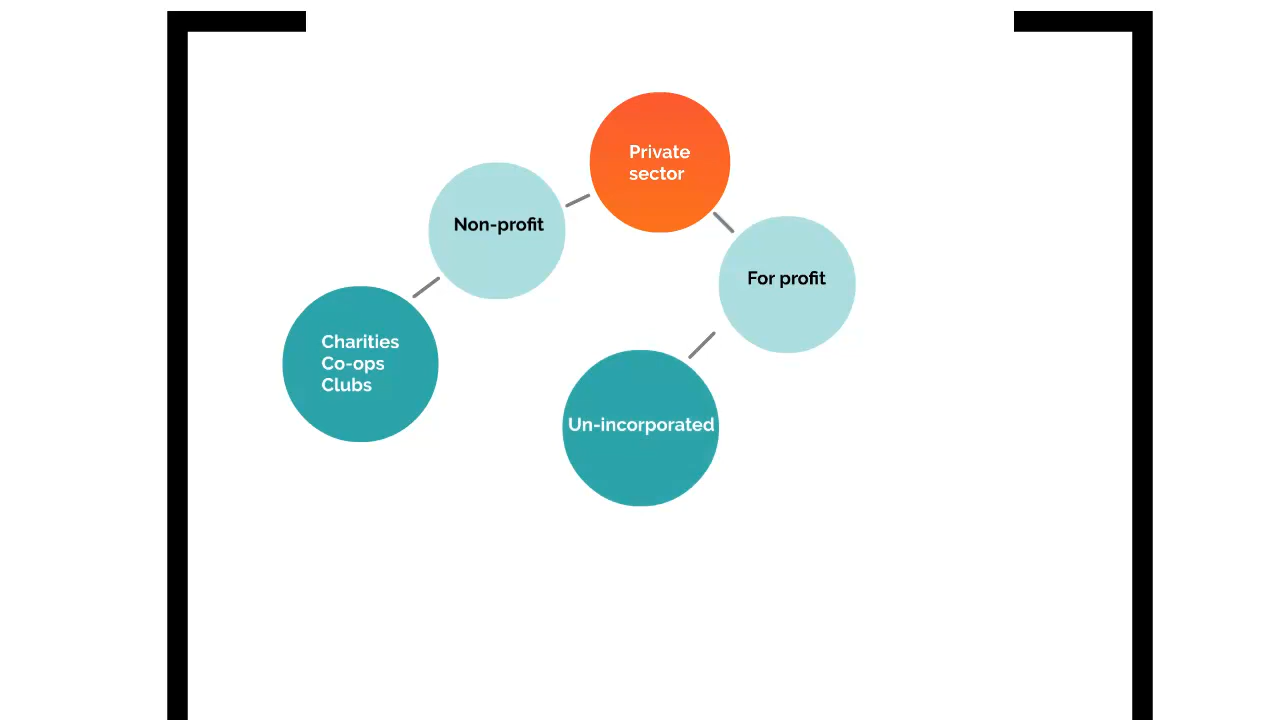 Private
sector
Non-profit
For profit
Charities
Co-ops
Clubs
Un-incorporated